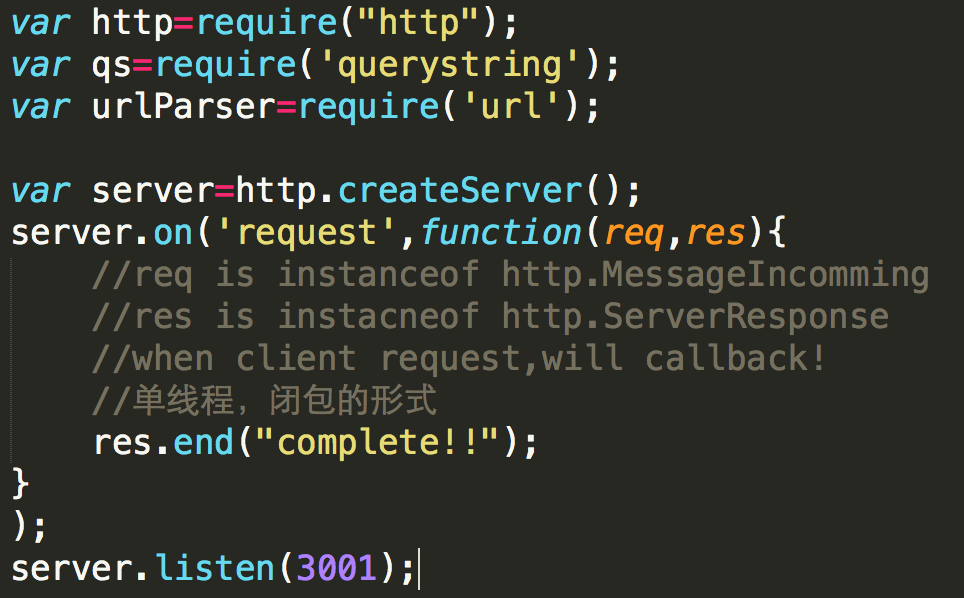 var http=require("http");
var qs=require('querystring');
var urlParser=require('url');

var server=http.createServer();
server.on('request',function(req,res){
    //req is instanceof http.MessageIncomming
    //res is instacneof http.ServerResponse
    //when client request,will callback!
    //单线程，闭包的形式
    res.end("complete!!");
}
);
server.listen(3001);